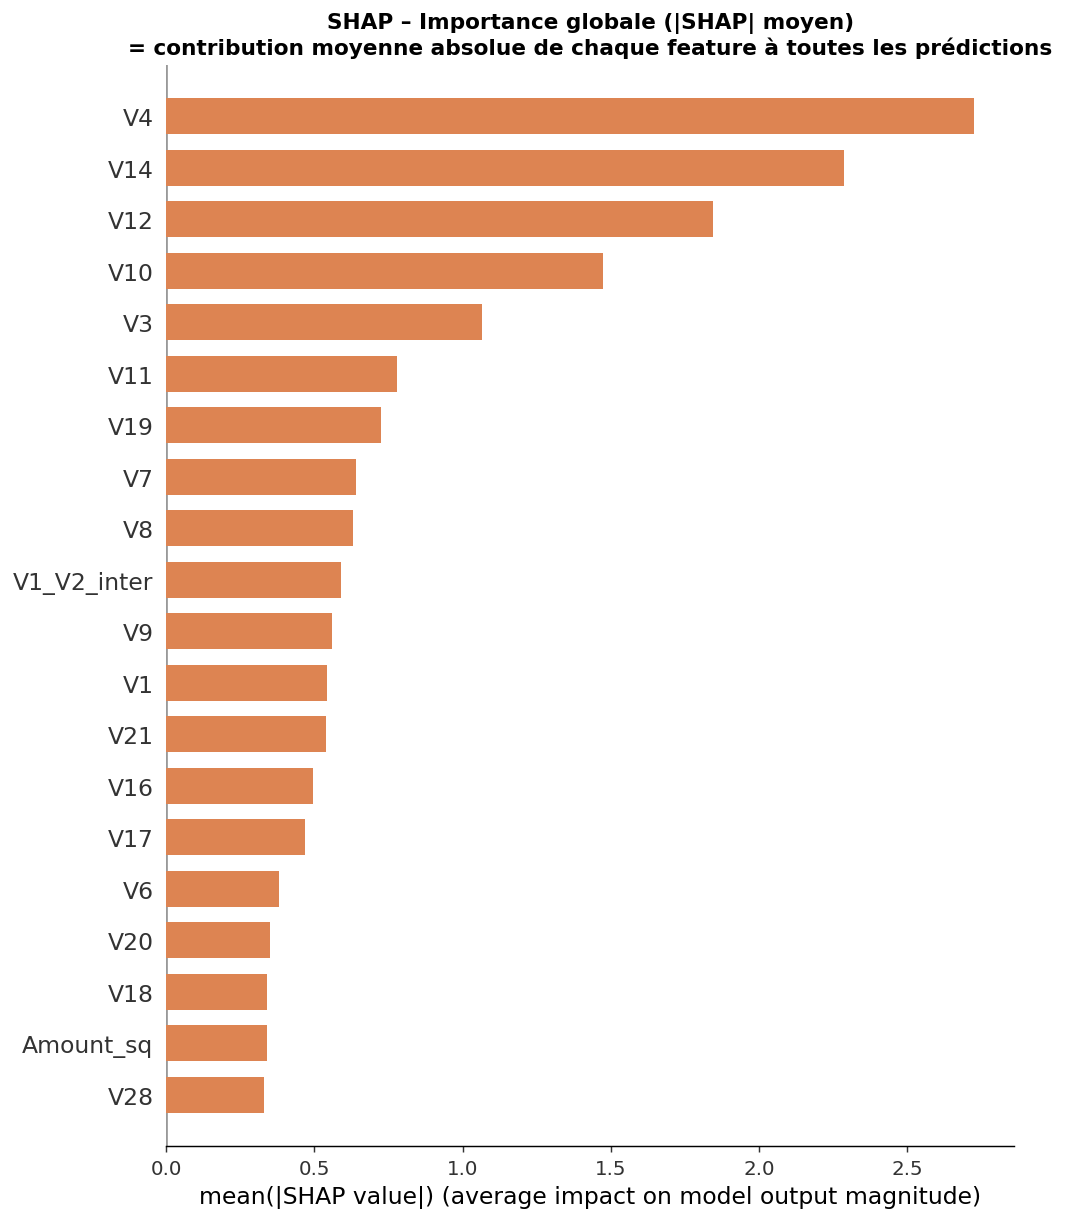 SHAP – Importance globale (|SHAP| moyen)
= contribution moyenne absolue de chaque feature à toutes les prédictions
V4
V14
V12
V10
V3
V11
V19
V7
V8
V1_V2_inter
V9
V1
V21
V16
V17
V6
V20
V18
Amount_sq
V28
0.0 0.5 1.0 1.5 2.0 2.5
mean(|SHAP value|) (average impact on model output magnitude)